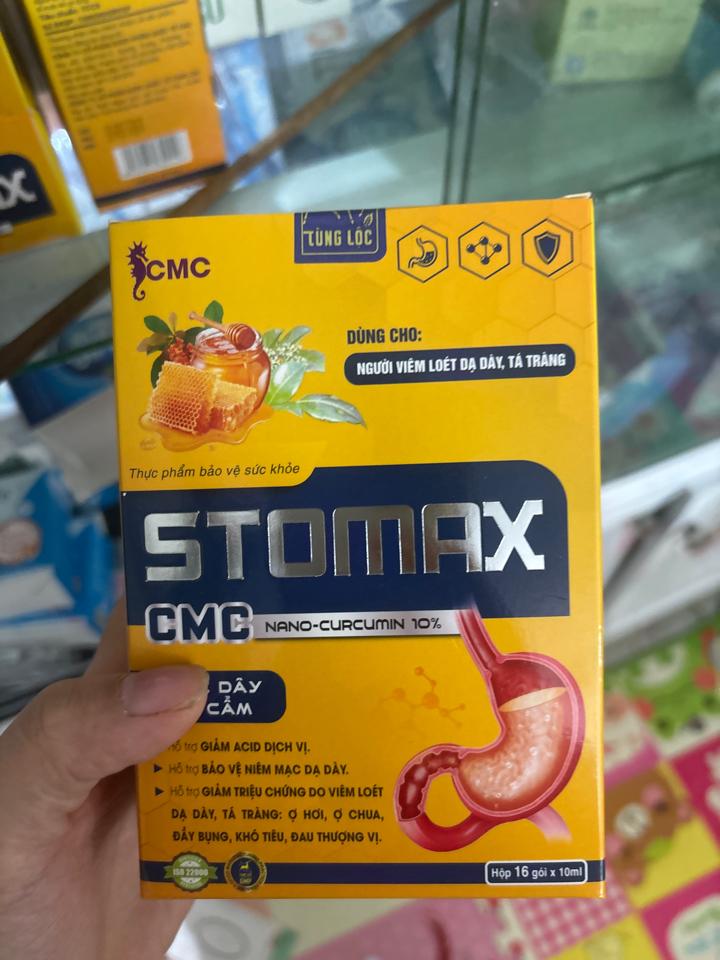 CMC
TÙNG LỘC
DÙNG CHO:
NGƯỜI VIÊM LOÉT DẠ DÀY, TÁ TRÀNG
Thực phẩm bảo vệ sức khỏe
STOMAX
CMC
NANO-CURCUMIN 10%
DÂY
CẦM
Hỗ trợ GIẢM ACID DỊCH VỊ.
Hỗ trợ BẢO VỆ NIÊM MẠC DẠ DÀY.
Hỗ trợ GIẢM TRIỆU CHỨNG DO VIÊM LOÉT
DẠ DÀY, TÁ TRÀNG: Ợ HƠI, Ợ CHUA,
ĐẦY BỤNG, KHÓ TIÊU, ĐAU THƯỢNG VỊ.
ISO 22000
GMP
Hộp 16 gói x 10ml